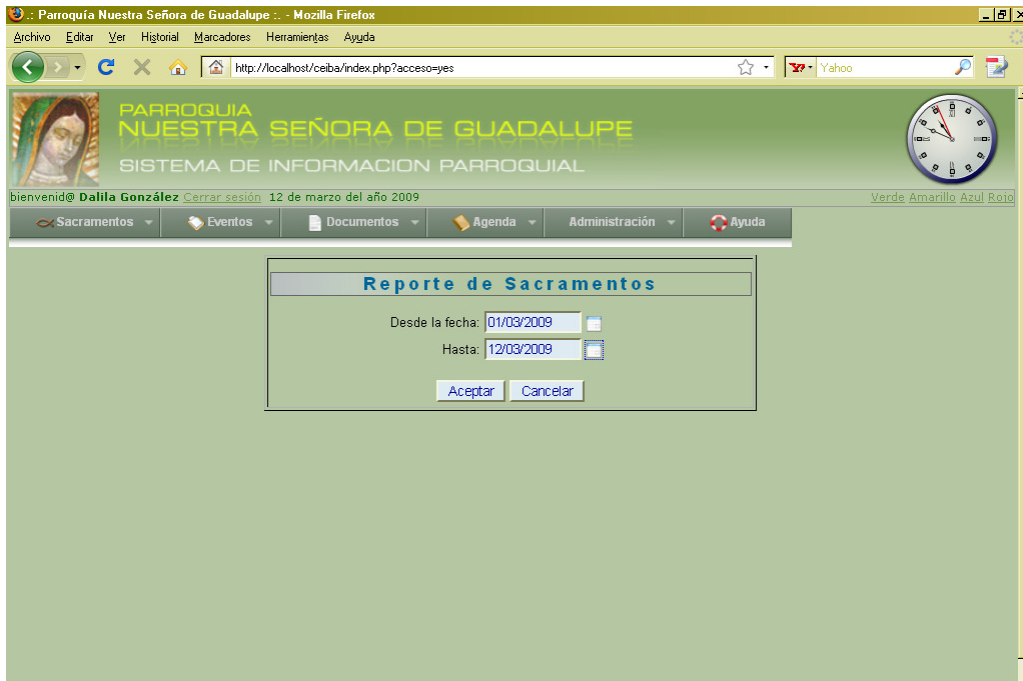 .: Parroquía Nuestra Señora de Guadalupe :. - Mozilla Firefox
Archivo Editar Ver Historial Marcadores Herramientas Ayuda
http://localhost/ceiba/index.php?acceso=yes Yahoo
PARROQUIA
NUESTRA SEÑORA DE GUADALUPE
SISTEMA DE INFORMACION PARROQUIAL
bienvenid@ Dalila González Cerrar sesión 12 de marzo del año 2009 Verde Amarillo Azul Rojo
Sacramentos Eventos Documentos Agenda Administración Ayuda
Reporte de Sacramentos
Desde la fecha: 01/03/2009
Hasta: 12/03/2009
Aceptar Cancelar